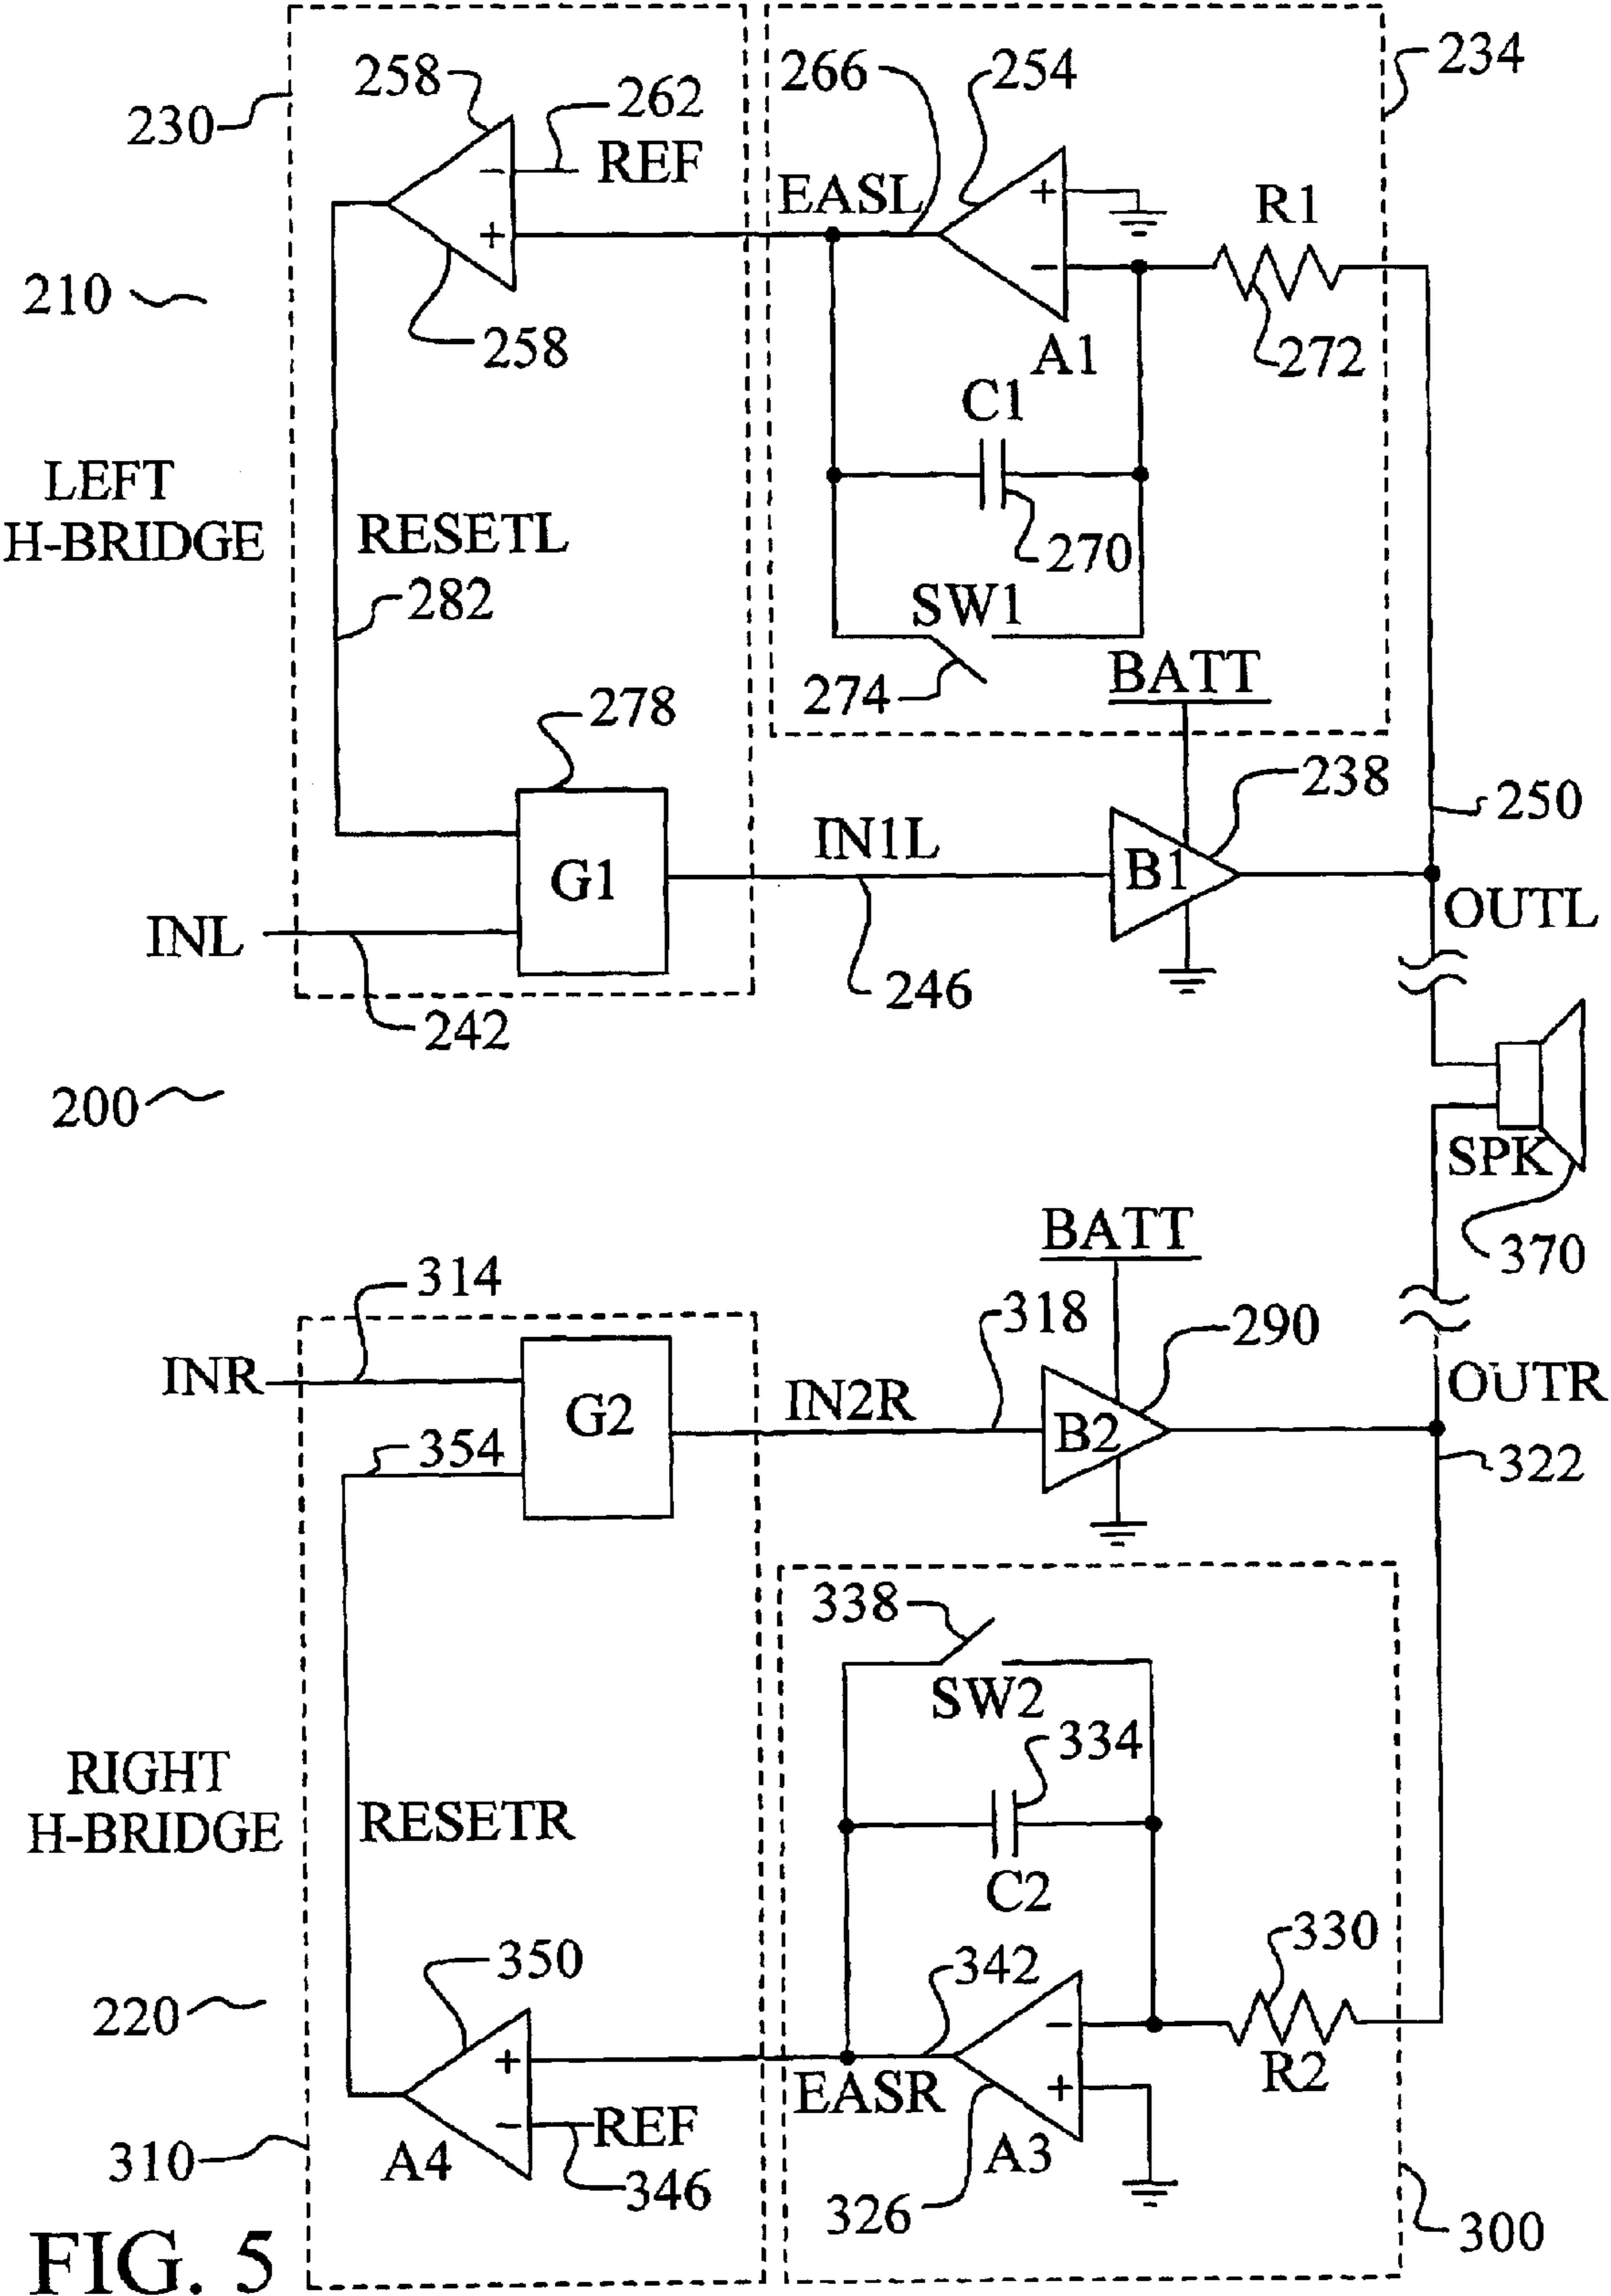 258
262
REF
266
254
234
230
EASL
+
−
−
+
R1
210
258
A1
272
C1
LEFT
H-BRIDGE
RESETL
270
282
SW1
274
BATT
278
238
250
IN1L
G1
B1
OUTL
INL
246
242
200
SPK
370
BATT
314
318
290
INR
G2
IN2R
B2
OUTR
354
322
338
SW2
334
RIGHT
H-BRIDGE
RESETR
C2
350
342
330
220
+
−
−
+
R2
EASR
REF
A4
A3
310
346
326
300
FIG. 5